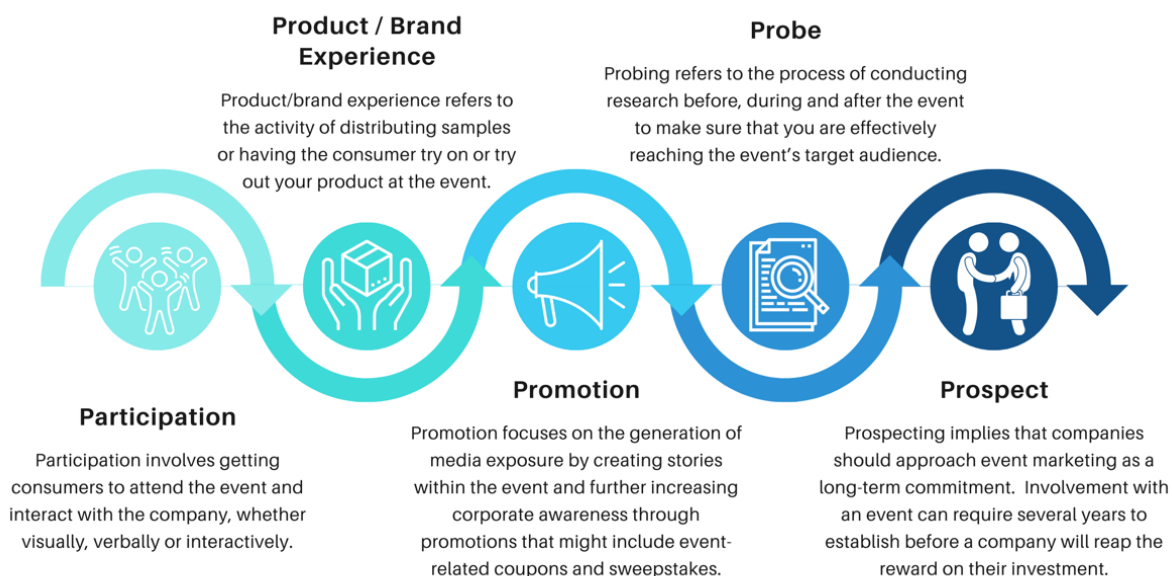 Participation
Participation involves getting
consumers to attend the event and
interact with the company, whether
visually, verbally or interactively.
Product / Brand
Experience
Product/brand experience refers to
the activity of distributing samples
or having the consumer try on or try
out your product at the event.
Promotion
Promotion focuses on the generation of
media exposure by creating stories
within the event and further increasing
corporate awareness through
promotions that might include event-
related coupons and sweepstakes.
Probe
Probing refers to the process of conducting
research before, during and after the event
to make sure that you are effectively
reaching the event's target audience.
Prospect
Prospecting implies that companies
should approach event marketing as a
long-term commitment.  Involvement with
an event can require several years to
establish before a company will reap the
reward on their investment.